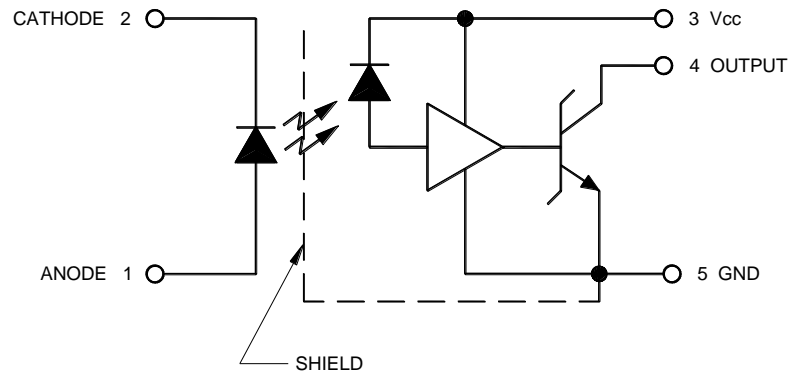 CATHODE 2
3 Vcc
4 OUTPUT
ANODE 1
5 GND
SHIELD